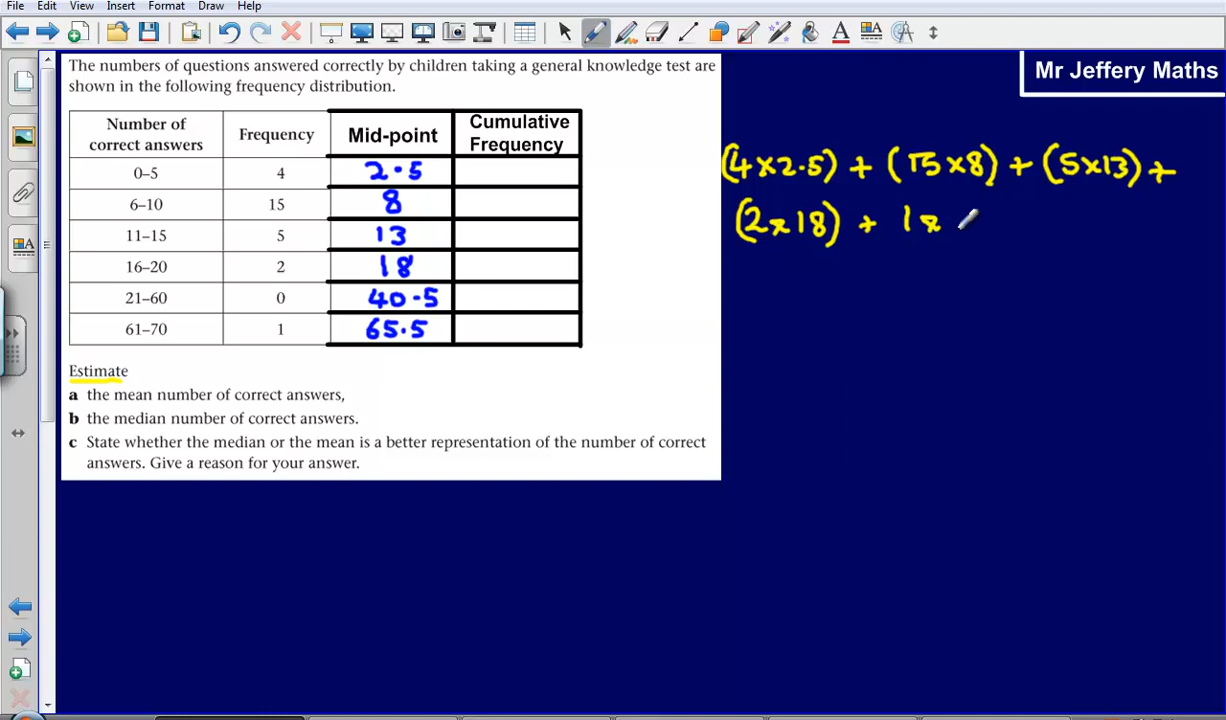 File Edit View Insert Format Draw Help
Mr Jeffery Maths
The numbers of questions answered correctly by children taking a general knowledge test are
shown in the following frequency distribution.
Number of correct answers Frequency Mid-point Cumulative Frequency
0–5 4 2.5
6–10 15 8
11–15 5 13
16–20 2 18
21–60 0 40.5
61–70 1 65.5
Estimate
a the mean number of correct answers,
b the median number of correct answers.
c State whether the median or the mean is a better representation of the number of correct
answers. Give a reason for your answer.
(4×2.5) + (15×8) + (5×13) +
(2×18) + 1×